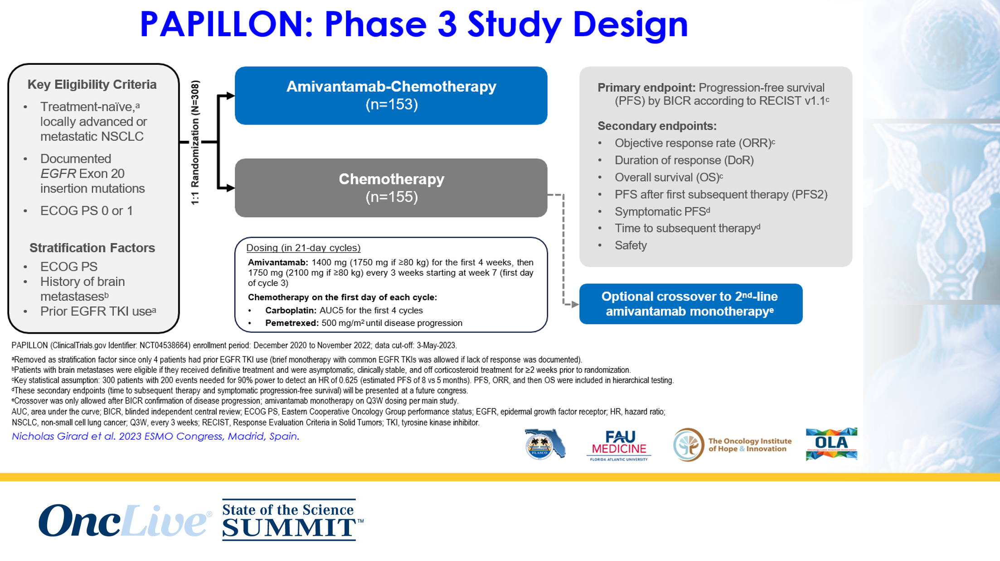 PAPILLON: Phase 3 Study Design
Key Eligibility Criteria
• Treatment-naïve,ᵃ
locally advanced or
metastatic NSCLC
• Documented
EGFR Exon 20
insertion mutations
• ECOG PS 0 or 1
Stratification Factors
• ECOG PS
• History of brain
metastasesᵇ
• Prior EGFR TKI useᵃ
1:1 Randomization (N=308)
Amivantamab-Chemotherapy
(n=153)
Chemotherapy
(n=155)
Dosing (in 21-day cycles)
Amivantamab: 1400 mg (1750 mg if ≥80 kg) for the first 4 weeks, then
1750 mg (2100 mg if ≥80 kg) every 3 weeks starting at week 7 (first day
of cycle 3)
Chemotherapy on the first day of each cycle:
• Carboplatin: AUC5 for the first 4 cycles
• Pemetrexed: 500 mg/m² until disease progression
Primary endpoint: Progression-free survival
(PFS) by BICR according to RECIST v1.1ᶜ
Secondary endpoints:
• Objective response rate (ORR)ᶜ
• Duration of response (DoR)
• Overall survival (OS)ᶜ
• PFS after first subsequent therapy (PFS2)
• Symptomatic PFSᵈ
• Time to subsequent therapyᵈ
• Safety
Optional crossover to 2ⁿᵈ-line
amivantamab monotherapyᵉ
PAPILLON (ClinicalTrials.gov Identifier: NCT04538664) enrollment period: December 2020 to November 2022; data cut-off: 3-May-2023.
ᵃRemoved as stratification factor since only 4 patients had prior EGFR TKI use (brief monotherapy with common EGFR TKIs was allowed if lack of response was documented).
ᵇPatients with brain metastases were eligible if they received definitive treatment and were asymptomatic, clinically stable, and off corticosteroid treatment for ≥2 weeks prior to randomization.
ᶜKey statistical assumption: 300 patients with 200 events needed for 90% power to detect an HR of 0.625 (estimated PFS of 8 vs 5 months). PFS, ORR, and then OS were included in hierarchical testing.
ᵈThese secondary endpoints (time to subsequent therapy and symptomatic progression-free survival) will be presented at a future congress.
ᵉCrossover was only allowed after BICR confirmation of disease progression; amivantamab monotherapy on Q3W dosing per main study.
AUC, area under the curve; BICR, blinded independent central review; ECOG PS, Eastern Cooperative Oncology Group performance status; EGFR, epidermal growth factor receptor; HR, hazard ratio;
NSCLC, non-small cell lung cancer; Q3W, every 3 weeks; RECIST, Response Evaluation Criteria in Solid Tumors; TKI, tyrosine kinase inhibitor.
Nicholas Girard et al. 2023 ESMO Congress, Madrid, Spain.
FLASCO
FAU
MEDICINE
FLORIDA ATLANTIC UNIVERSITY
The Oncology Institute
of Hope & Innovation
OLA
Oncology Latin American Association
OncLive®
State of the Science
SUMMIT™